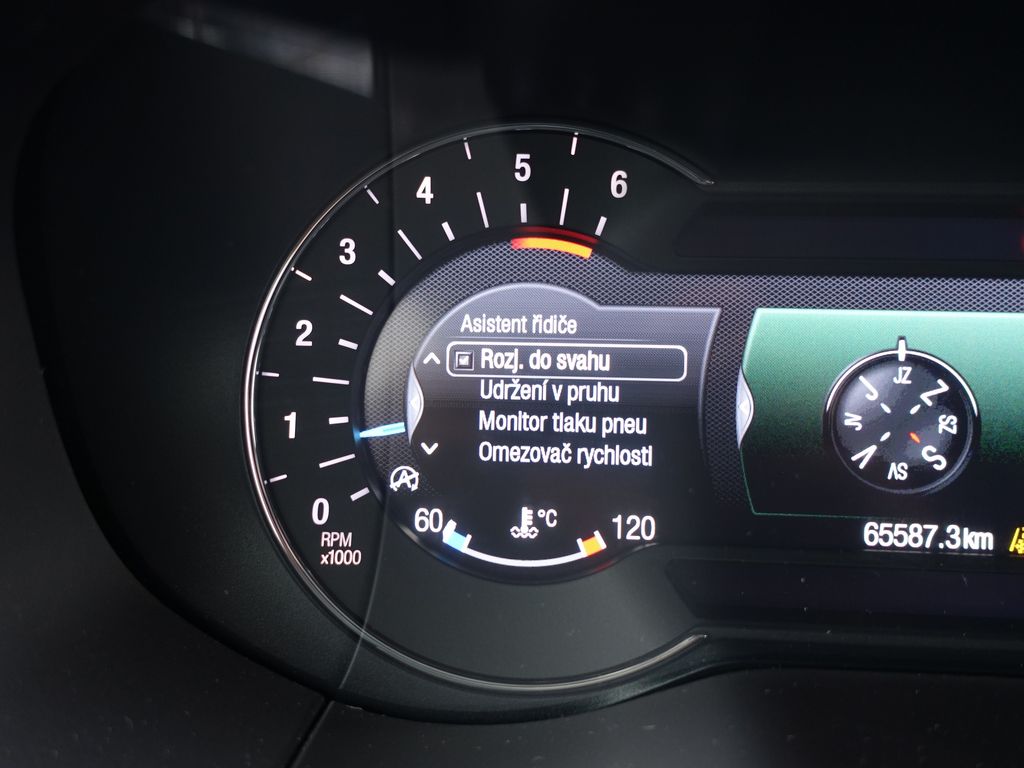 6
5
4
3
2
1
0
RPM
x1000
Asistent řidiče
Rozj. do svahu
Udržení v pruhu
Monitor tlaku pneu
Omezovač rychlosti
60
°C
120
JZ
Z
SZ
S
SV
V
JV
J
65587.3 km